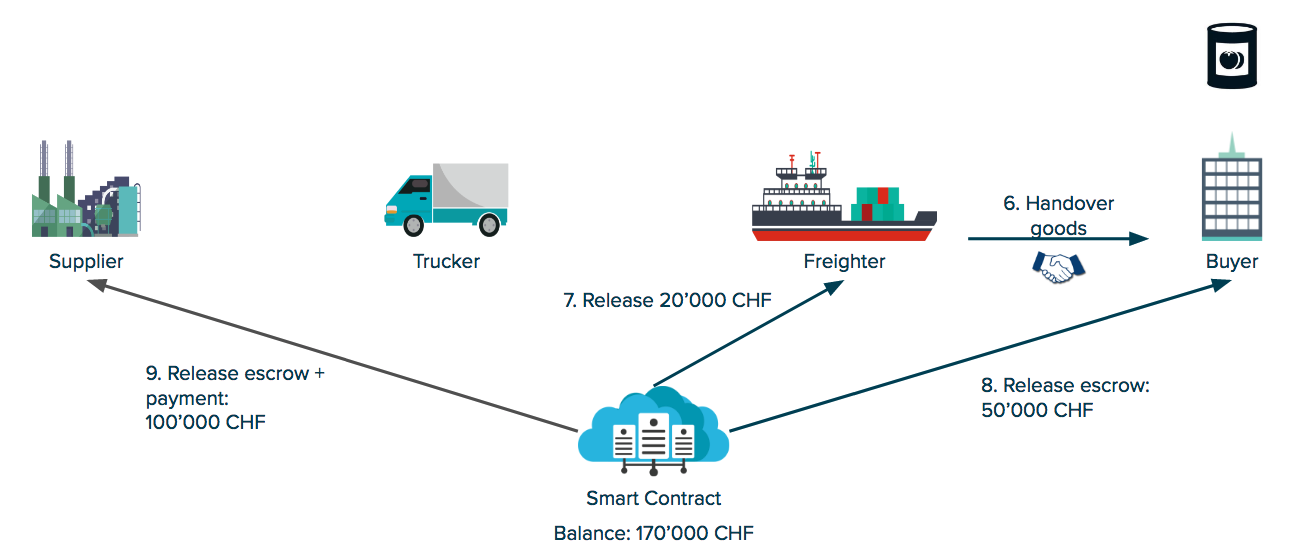 6. Handover
goods
Supplier
Trucker
Freighter
Buyer
7. Release 20’000 CHF
9. Release escrow +
payment:
100’000 CHF
8. Release escrow:
50’000 CHF
Smart Contract
Balance: 170’000 CHF